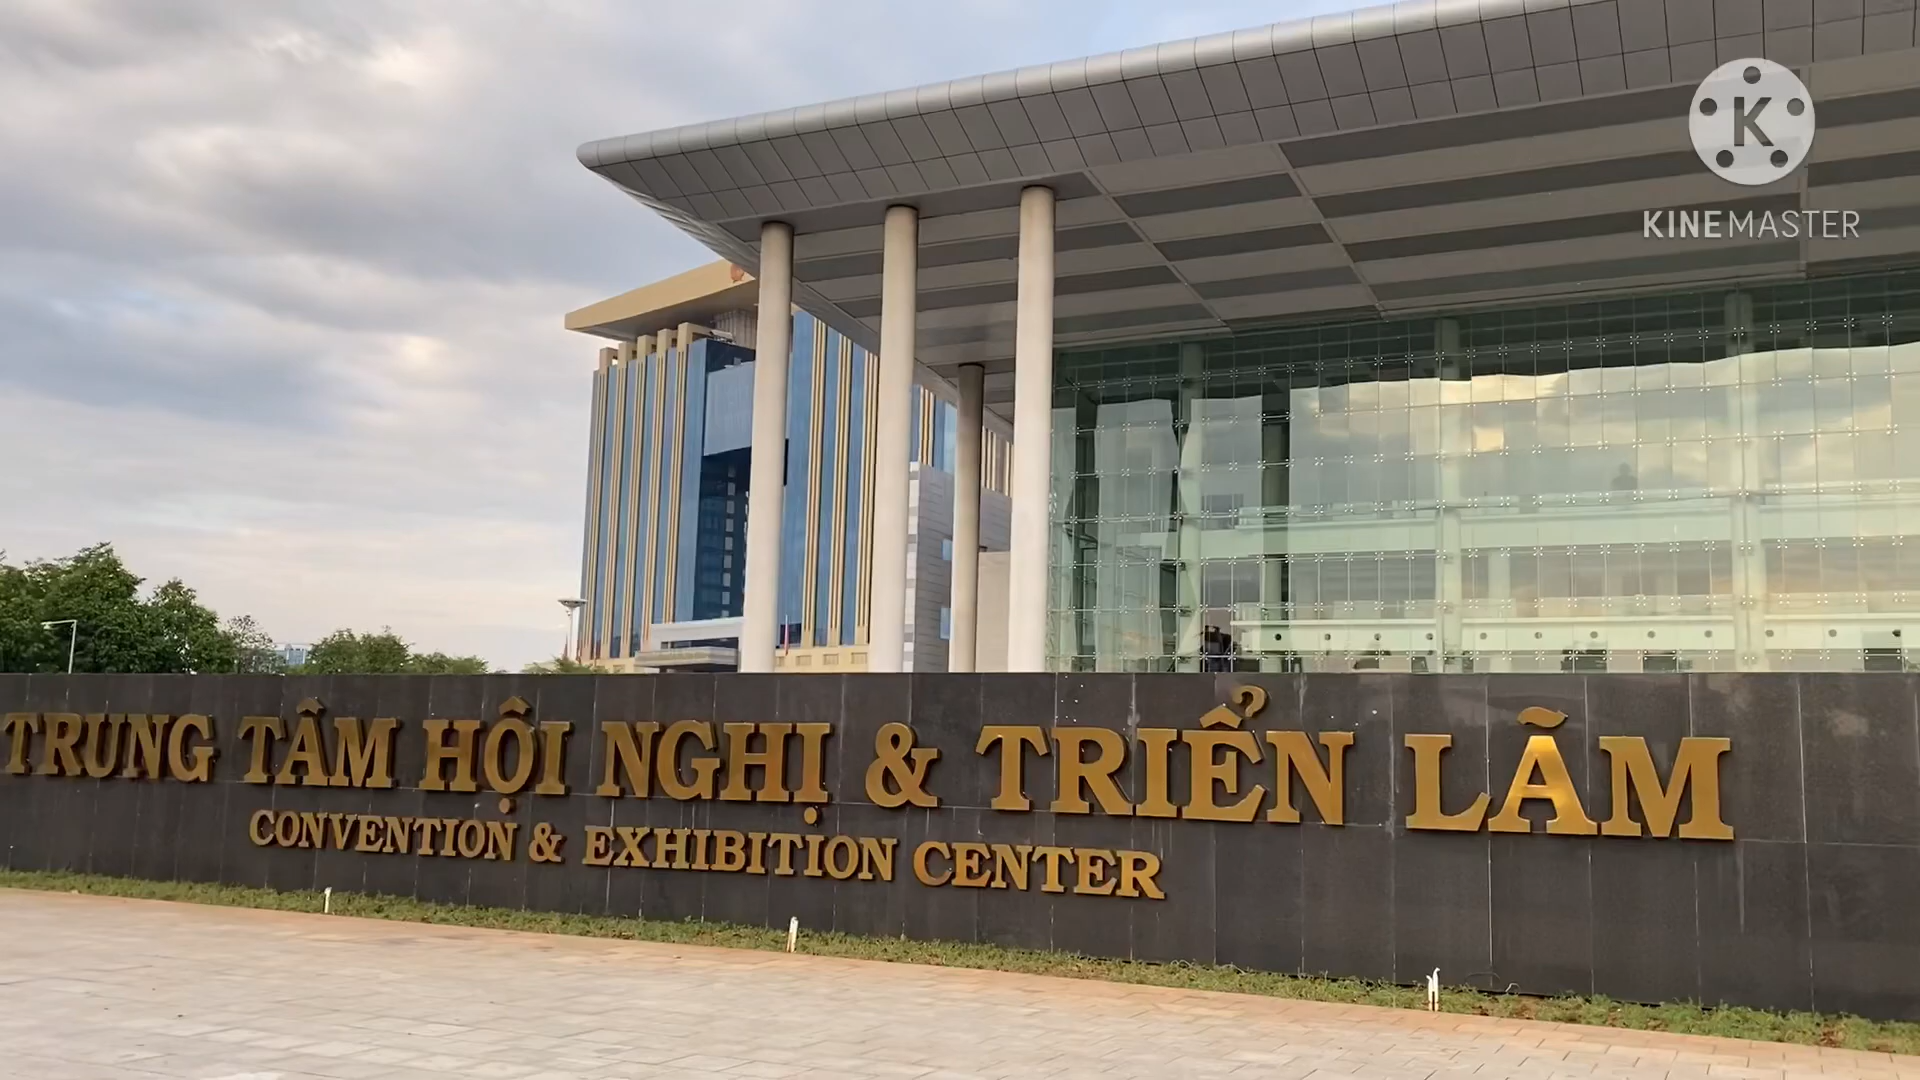 K
KINEMASTER
TRUNG TÂM HỘI NGHỊ & TRIỂN LÃM
CONVENTION & EXHIBITION CENTER